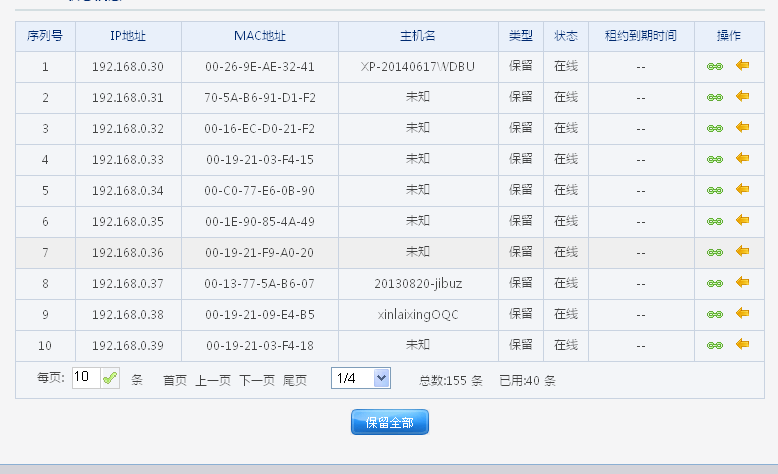 序列号 IP地址 MAC地址 主机名 类型 状态 租约到期时间 操作
1 192.168.0.30 00-26-9E-AE-32-41 XP-20140617WDBU 保留 在线 --
2 192.168.0.31 70-5A-B6-91-D1-F2 未知 保留 在线 --
3 192.168.0.32 00-16-EC-D0-21-F2 未知 保留 在线 --
4 192.168.0.33 00-19-21-03-F4-15 未知 保留 在线 --
5 192.168.0.34 00-C0-77-E6-0B-90 未知 保留 在线 --
6 192.168.0.35 00-1E-90-85-4A-49 未知 保留 在线 --
7 192.168.0.36 00-19-21-F9-A0-20 未知 保留 在线 --
8 192.168.0.37 00-13-77-5A-B6-07 20130820-jibuz 保留 在线 --
9 192.168.0.38 00-19-21-09-E4-B5 xinlaixingOQC 保留 在线 --
10 192.168.0.39 00-19-21-03-F4-18 未知 保留 在线 --
每页: 10 条 首页 上一页 下一页 尾页 1/4 总数:155 条 已用:40 条
保留全部